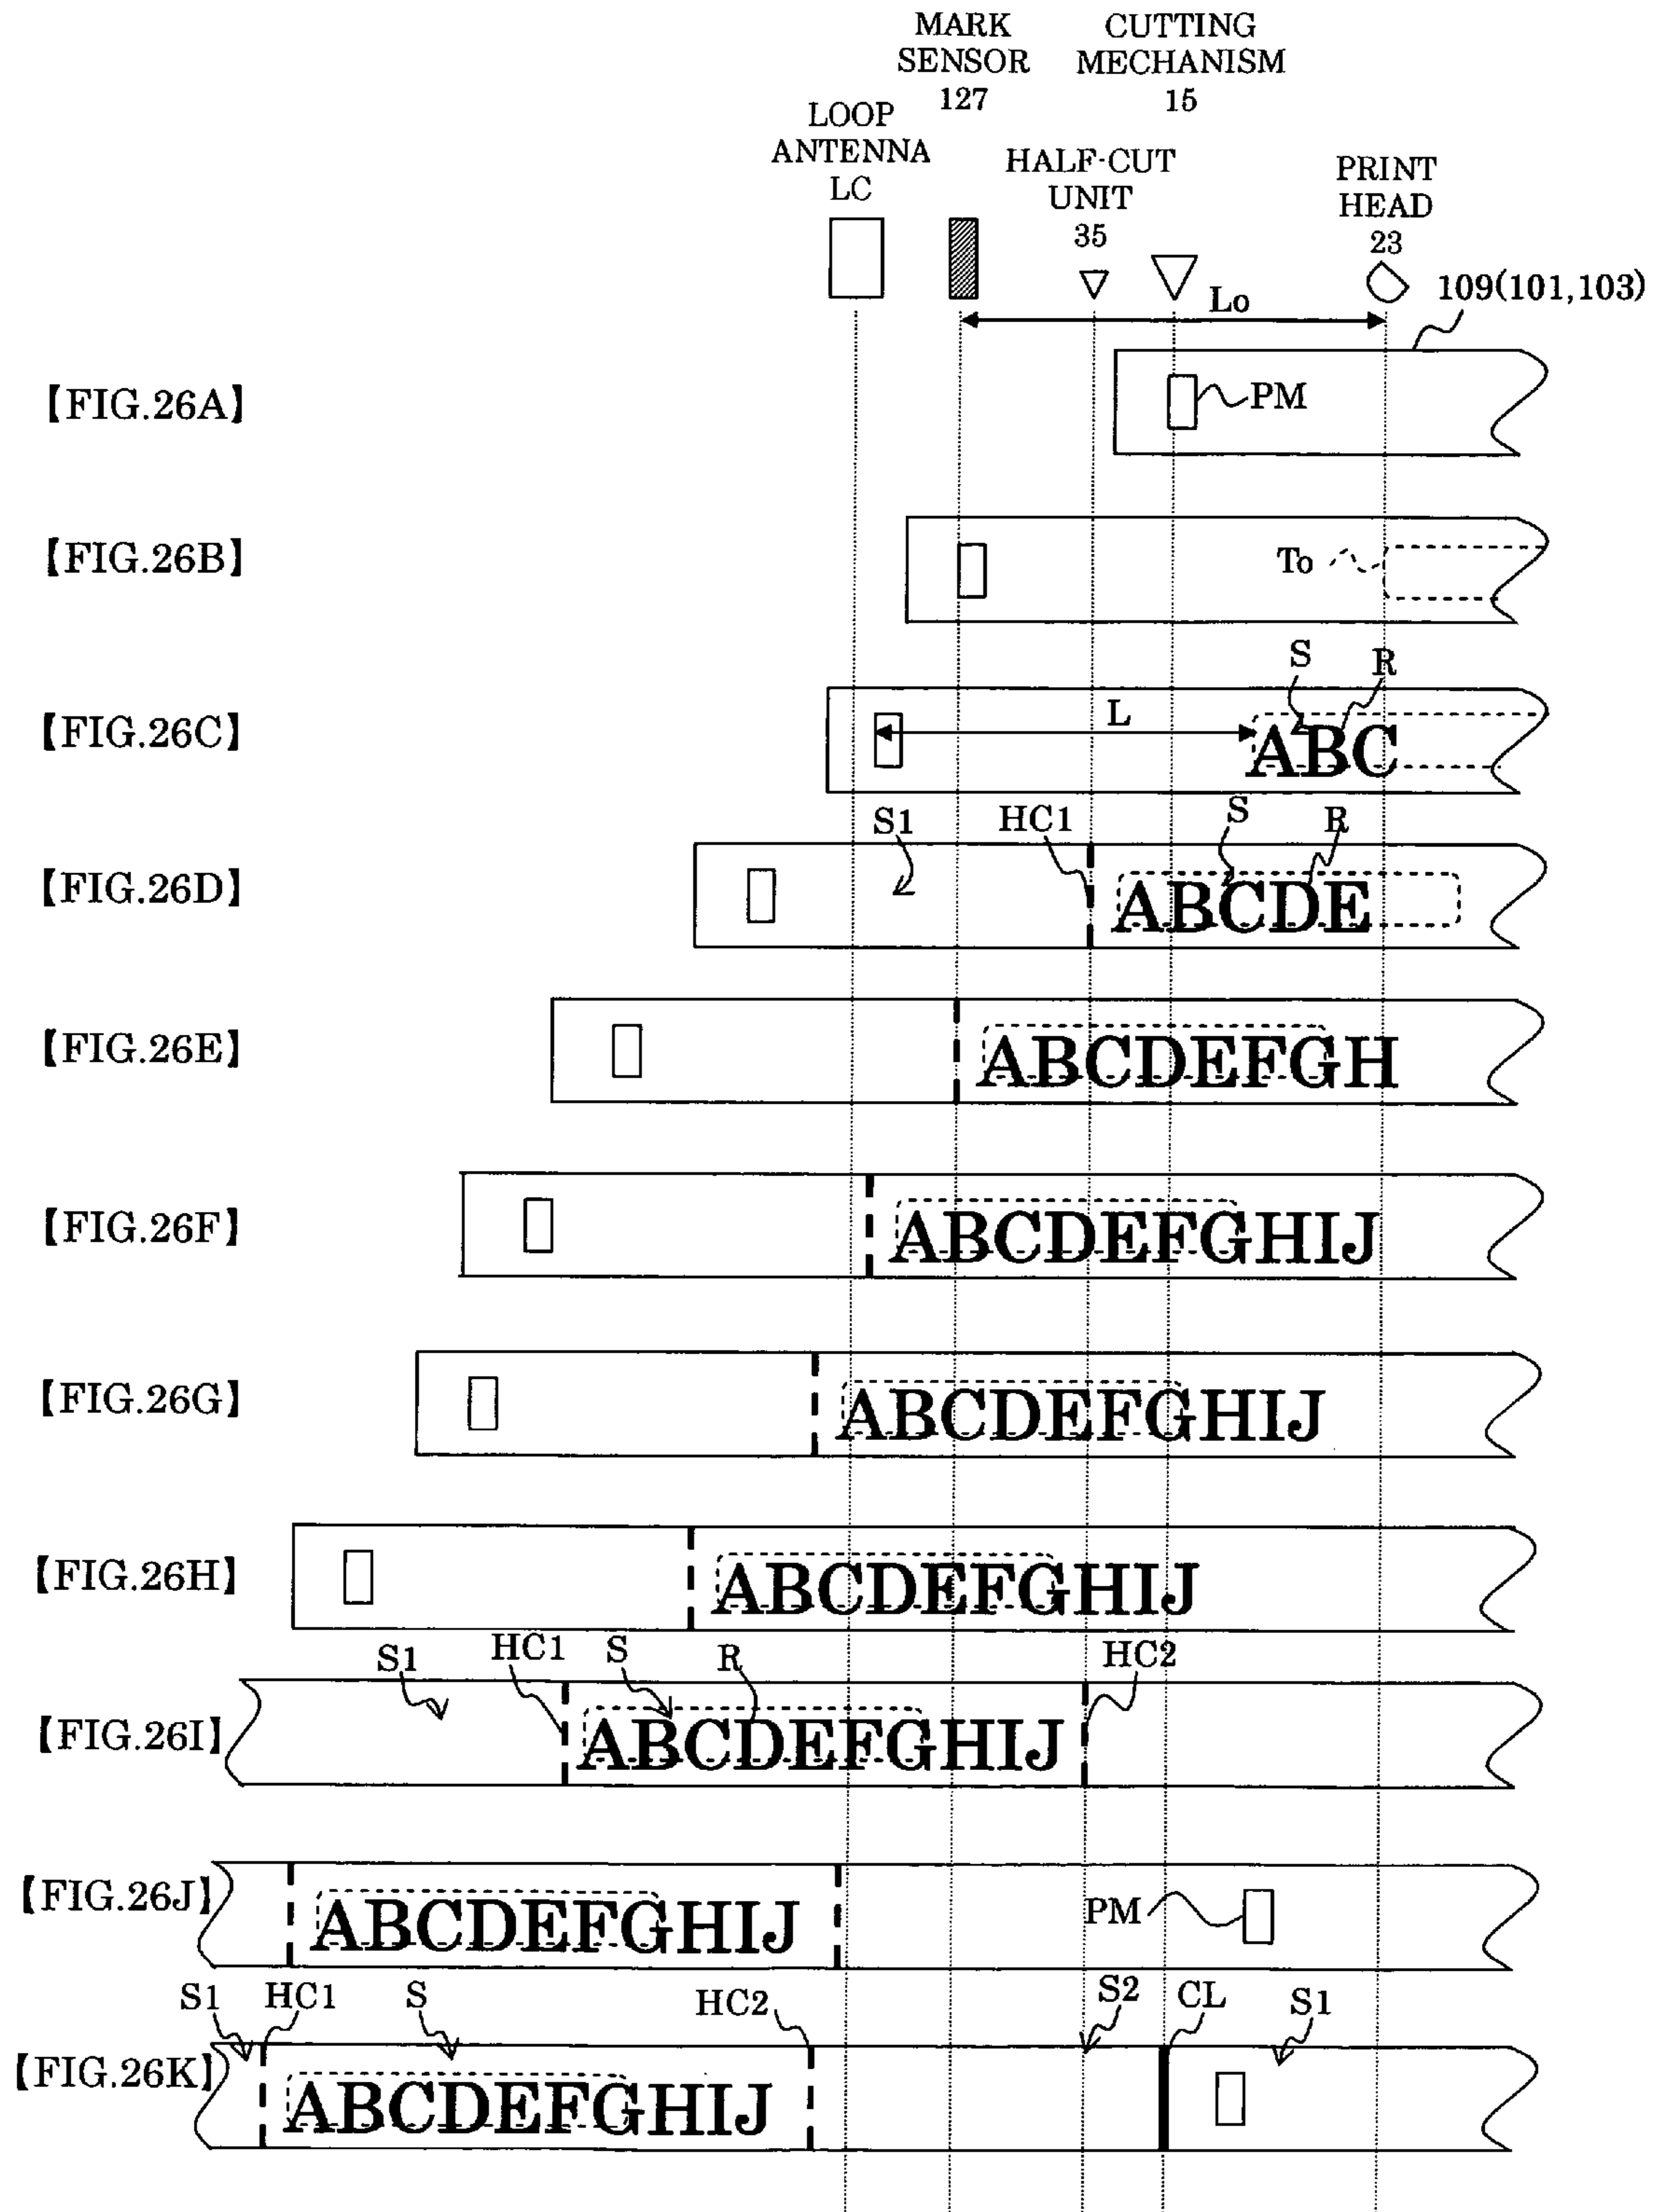 MARK
SENSOR
127
CUTTING
MECHANISM
15
LOOP
ANTENNA
LC
HALF-CUT
UNIT
35
PRINT
HEAD
23
Lo
109(101,103)
【FIG.26A】
PM
【FIG.26B】
To
【FIG.26C】
L
S
R
ABC
【FIG.26D】
S1
HC1
S
R
ABCDE
【FIG.26E】
ABCDEFGH
【FIG.26F】
ABCDEFGHIJ
【FIG.26G】
ABCDEFGHIJ
【FIG.26H】
ABCDEFGHIJ
【FIG.26I】
S1
HC1
S
R
HC2
ABCDEFGHIJ
【FIG.26J】
ABCDEFGHIJ
PM
【FIG.26K】
S1
HC1
S
HC2
S2
CL
S1
ABCDEFGHIJ